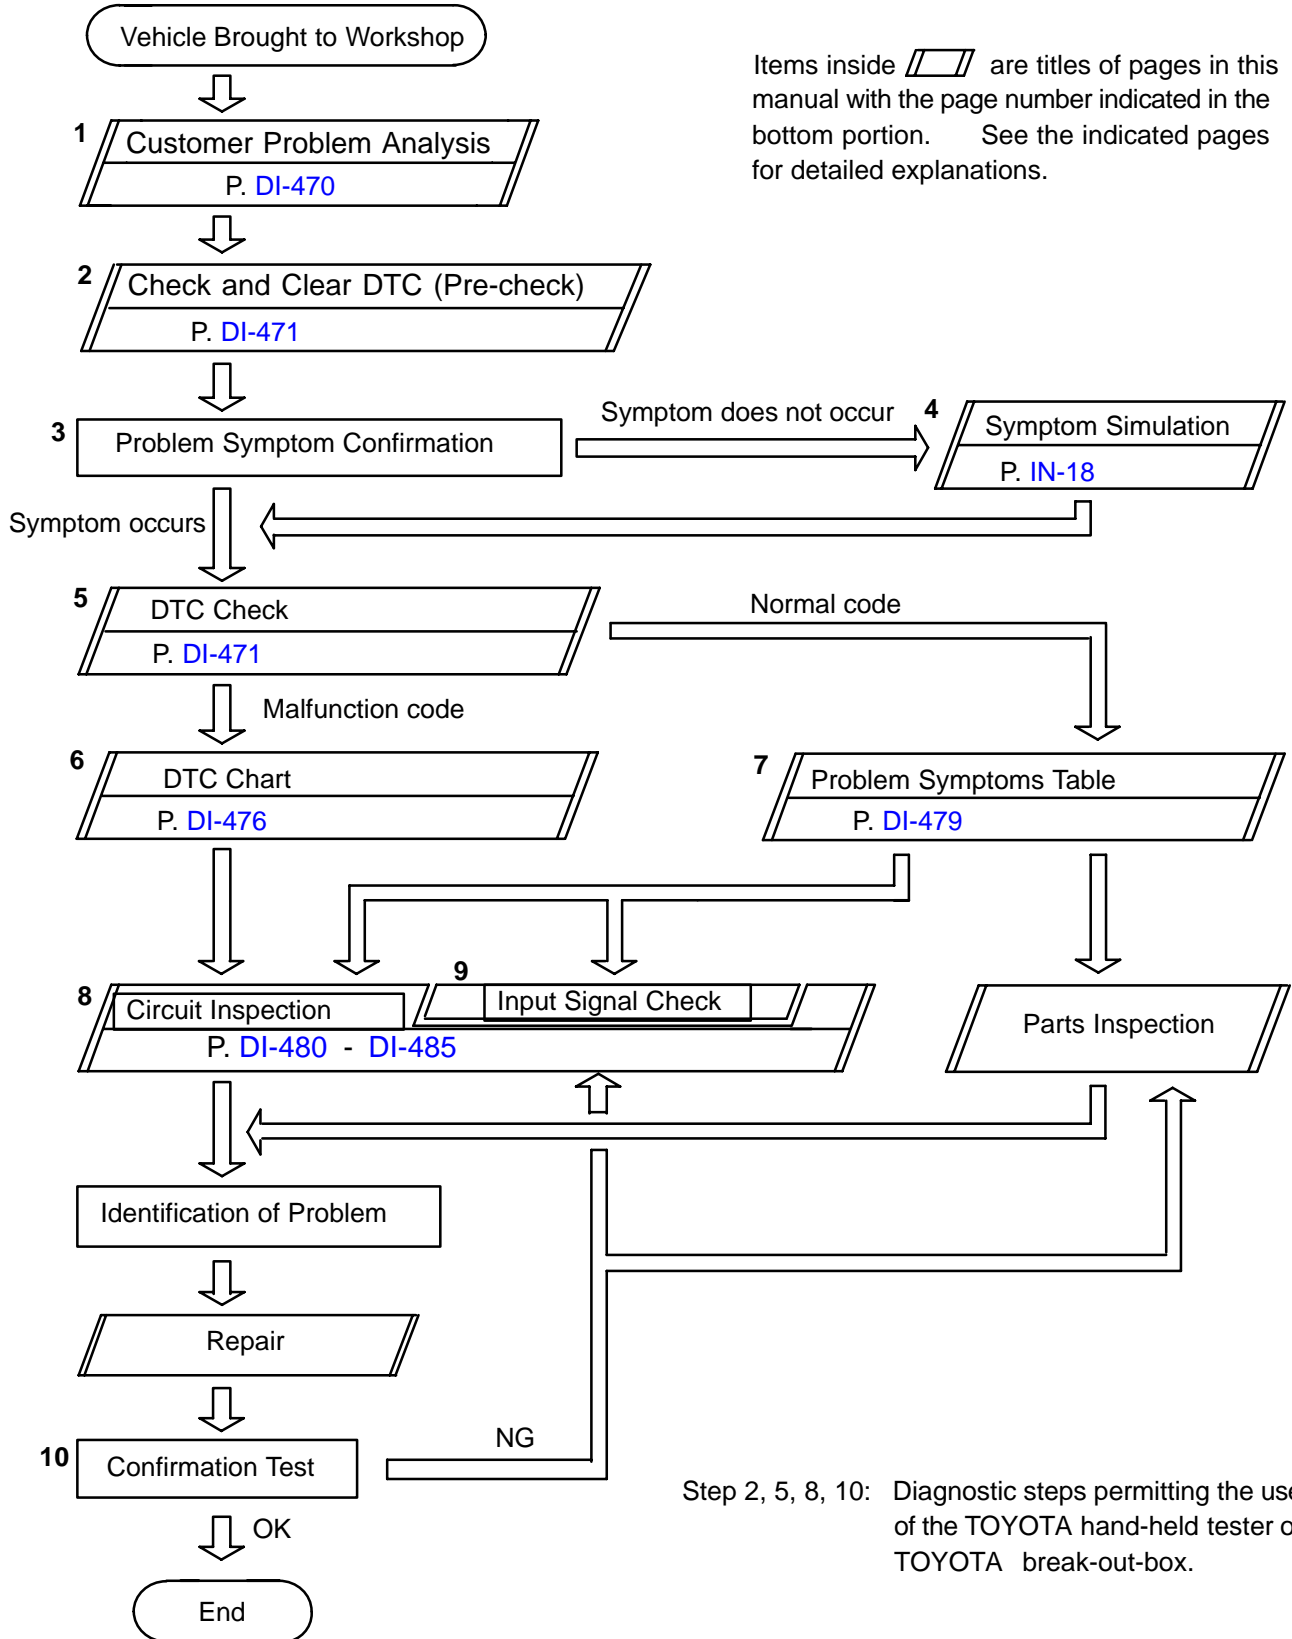 Vehicle Brought to Workshop
Items inside are titles of pages in this
manual with the page number indicated in the
bottom portion. See the indicated pages
for detailed explanations.
1
Customer Problem Analysis
P. DI-470
2
Check and Clear DTC (Pre-check)
P. DI-471
3
Problem Symptom Confirmation
Symptom does not occur
4
Symptom Simulation
P. IN-18
Symptom occurs
5
DTC Check
P. DI-471
Normal code
Malfunction code
6
DTC Chart
P. DI-476
7
Problem Symptoms Table
P. DI-479
8
Circuit Inspection
9
Input Signal Check
P. DI-480 - DI-485
Parts Inspection
Identification of Problem
Repair
10
Confirmation Test
NG
OK
End
Step 2, 5, 8, 10: Diagnostic steps permitting the use
of the TOYOTA hand-held tester o
TOYOTA break-out-box.